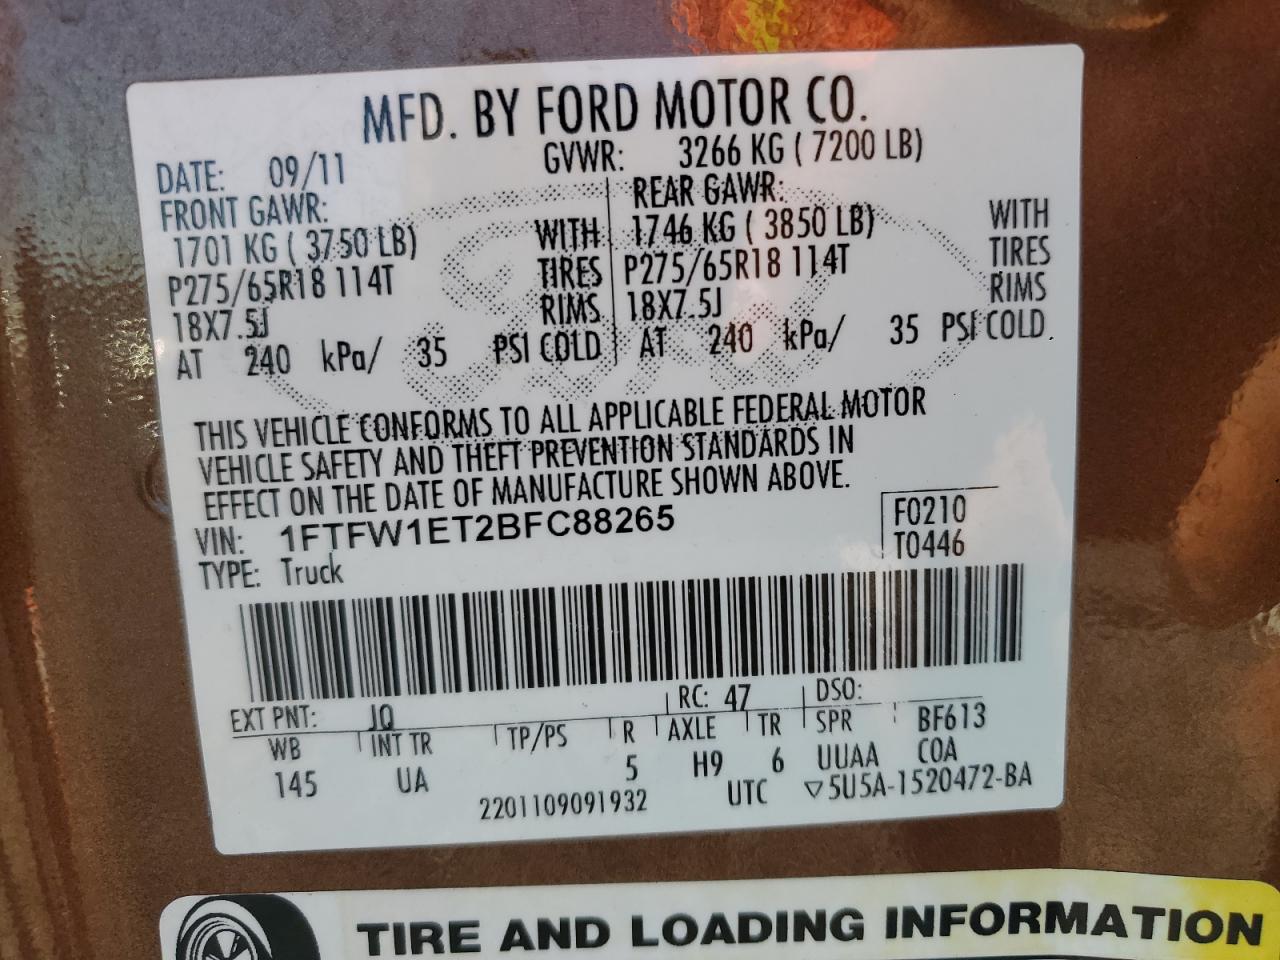 MFD. BY FORD MOTOR CO.
DATE: 09/11 GVWR: 3266 KG ( 7200 LB)
FRONT GAWR: REAR GAWR:
1701 KG ( 3750 LB) WITH 1746 KG ( 3850 LB) WITH
P275/65R18 114T TIRES P275/65R18 114T TIRES
18X7.5J RIMS 18X7.5J RIMS
AT 240 kPa/ 35 PSI COLD AT 240 kPa/ 35 PSI COLD
THIS VEHICLE CONFORMS TO ALL APPLICABLE FEDERAL MOTOR
VEHICLE SAFETY AND THEFT PREVENTION STANDARDS IN
EFFECT ON THE DATE OF MANUFACTURE SHOWN ABOVE.
VIN: 1FTFW1ET2BFC88265 F0210
TYPE: Truck T0446
EXT PNT: JQ RC: 47 DSO:
WB INT TR TP/PS R AXLE TR SPR BF613
145 UA 5 H9 6 UUAA COA
2201109091932 UTC ▽5U5A-1520472-BA
TIRE AND LOADING INFORMATION